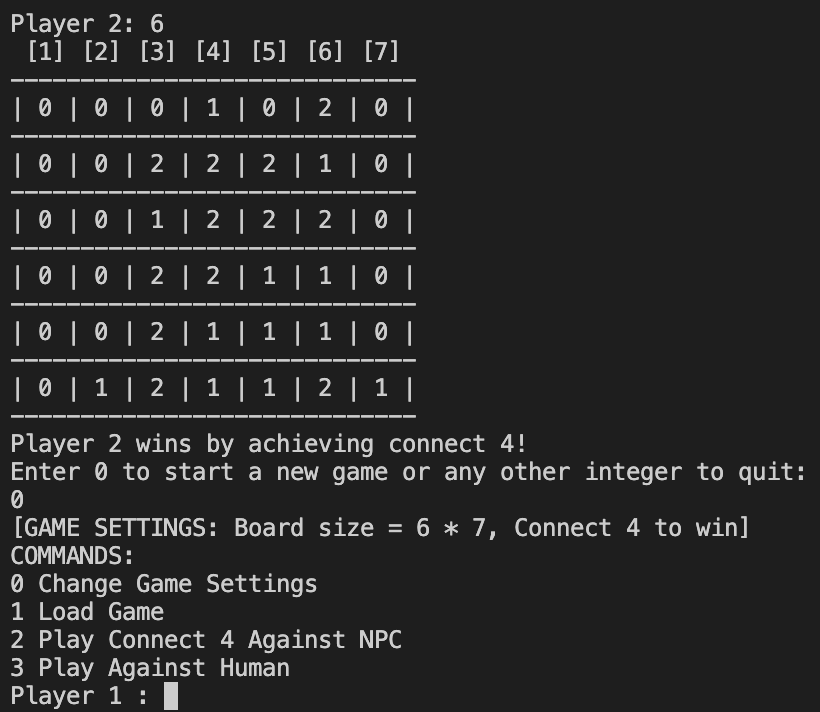 Player 2: 6
[1] [2] [3] [4] [5] [6] [7]
-----------------------------
| 0 | 0 | 0 | 1 | 0 | 2 | 0 |
-----------------------------
| 0 | 0 | 2 | 2 | 2 | 1 | 0 |
-----------------------------
| 0 | 0 | 1 | 2 | 2 | 2 | 0 |
-----------------------------
| 0 | 0 | 2 | 2 | 1 | 1 | 0 |
-----------------------------
| 0 | 0 | 2 | 1 | 1 | 1 | 0 |
-----------------------------
| 0 | 1 | 2 | 1 | 1 | 2 | 1 |
-----------------------------
Player 2 wins by achieving connect 4!
Enter 0 to start a new game or any other integer to quit:
0
[GAME SETTINGS: Board size = 6 * 7, Connect 4 to win]
COMMANDS:
0 Change Game Settings
1 Load Game
2 Play Connect 4 Against NPC
3 Play Against Human
Player 1 :